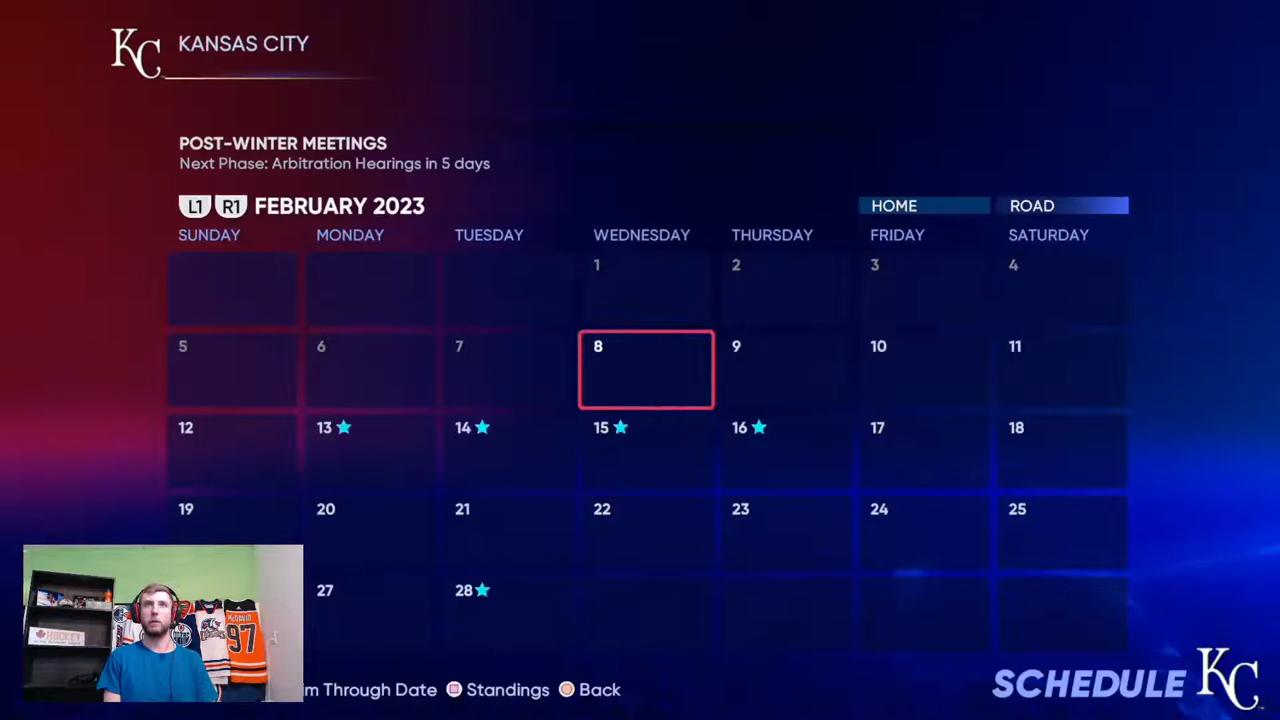 KC KANSAS CITY
POST-WINTER MEETINGS
Next Phase: Arbitration Hearings in 5 days
L1 R1 FEBRUARY 2023
HOME ROAD
SUNDAY MONDAY TUESDAY WEDNESDAY THURSDAY FRIDAY SATURDAY
1 2 3 4
5 6 7 8 9 10 11
12 13 14 15 16 17 18
19 20 21 22 23 24 25
27 28
HOCKEY
McDAVID
97
im Through Date Standings Back
SCHEDULE KC